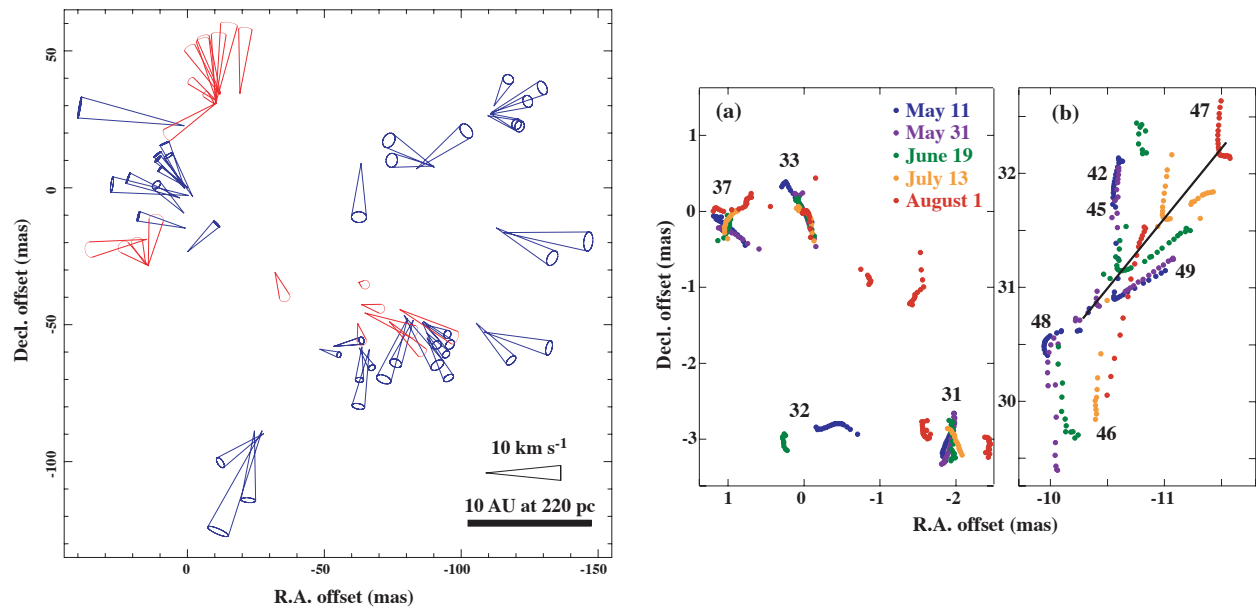 50
0
-50
-100
Decl. offset (mas)
0
-50
-100
-150
R.A. offset (mas)
10 km s⁻¹
10 AU at 220 pc
(a)
May 11
May 31
June 19
July 13
August 1
37
33
32
31
1
0
-1
-2
-3
Decl. offset (mas)
1
0
-1
-2
R.A. offset (mas)
(b)
47
42
45
49
48
46
32
31
30
-10
-11